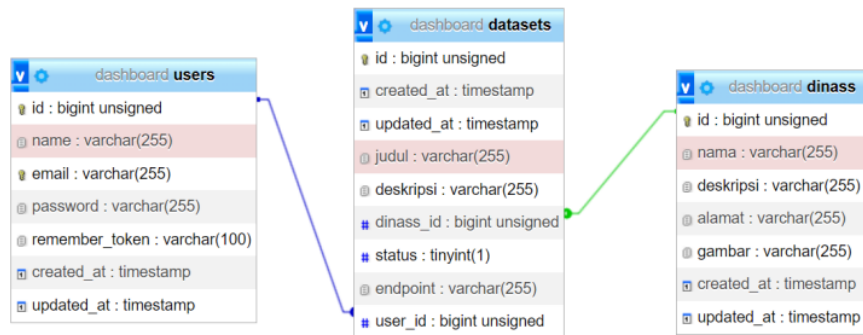 dashboard users
id : bigint unsigned
name : varchar(255)
email : varchar(255)
password : varchar(255)
remember_token : varchar(100)
created_at : timestamp
updated_at : timestamp
dashboard datasets
id : bigint unsigned
created_at : timestamp
updated_at : timestamp
judul : varchar(255)
deskripsi : varchar(255)
dinass_id : bigint unsigned
status : tinyint(1)
endpoint : varchar(255)
user_id : bigint unsigned
dashboard dinass
id : bigint unsigned
nama : varchar(255)
deskripsi : varchar(255)
alamat : varchar(255)
gambar : varchar(255)
created_at : timestamp
updated_at : timestamp